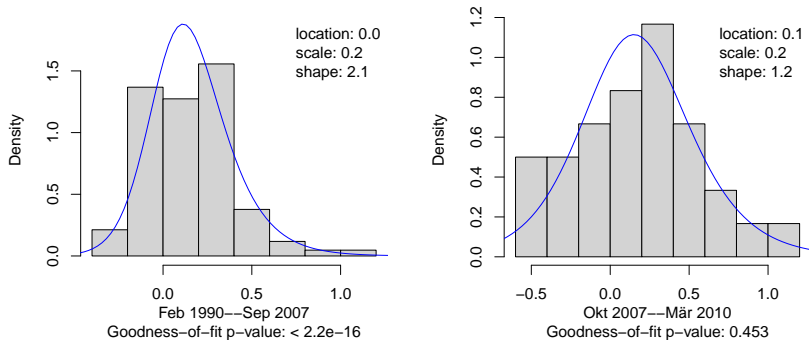 location: 0.0
scale: 0.2
shape: 2.1
Density
0.0
0.5
1.0
1.5
0.0
0.5
1.0
Feb 1990−−Sep 2007
Goodness−of−fit p−value: < 2.2e−16
location: 0.1
scale: 0.2
shape: 1.2
Density
0.0
0.2
0.4
0.6
0.8
1.0
1.2
−0.5
0.0
0.5
1.0
Okt 2007−−Mär 2010
Goodness−of−fit p−value: 0.453